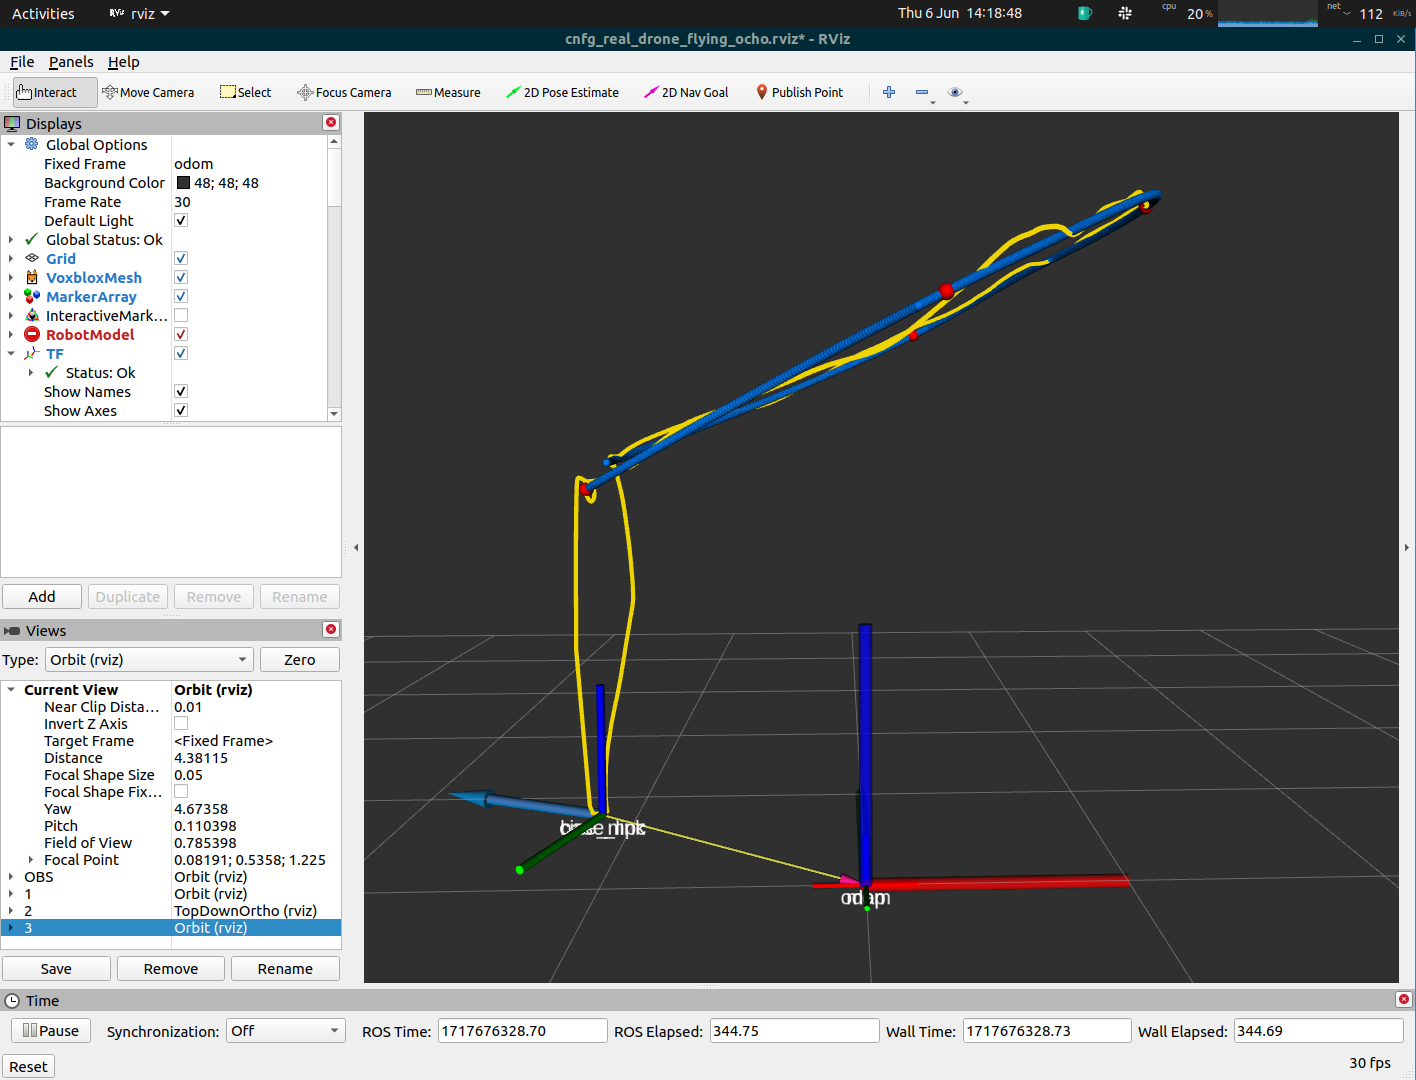 Activities
rviz
Thu 6 Jun 14:18:48
cpu
20 %
net
112
KiB/s
cnfg_real_drone_flying_ocho.rviz* - RViz
File Panels Help
Interact
Move Camera
Select
Focus Camera
Measure
2D Pose Estimate
2D Nav Goal
Publish Point
Displays
Global Options
Fixed Frame odom
Background Color 48; 48; 48
Frame Rate 30
Default Light
Global Status: Ok
Grid
VoxbloxMesh
MarkerArray
InteractiveMark...
RobotModel
TF
Status: Ok
Show Names
Show Axes
Add Duplicate Remove Rename
Views
Type: Orbit (rviz) Zero
Current View Orbit (rviz)
Near Clip Dista... 0.01
Invert Z Axis
Target Frame <Fixed Frame>
Distance 4.38115
Focal Shape Size 0.05
Focal Shape Fix...
Yaw 4.67358
Pitch 0.110398
Field of View 0.785398
Focal Point 0.08191; 0.5358; 1.225
OBS Orbit (rviz)
1 Orbit (rviz)
2 TopDownOrtho (rviz)
3 Orbit (rviz)
Save Remove Rename
Time
Pause Synchronization: Off ROS Time: 1717676328.70 ROS Elapsed: 344.75 Wall Time: 1717676328.73 Wall Elapsed: 344.69
Reset
30 fps